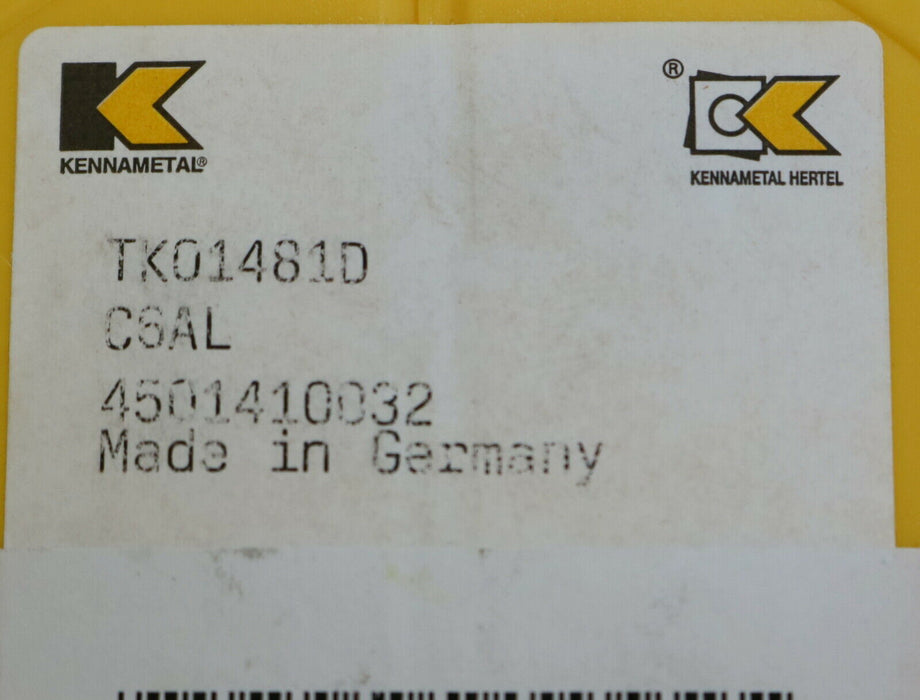 KENNAMETAL®
® KENNAMETAL HERTEL
TK01481D
C6AL
4501410032
Made in Germany